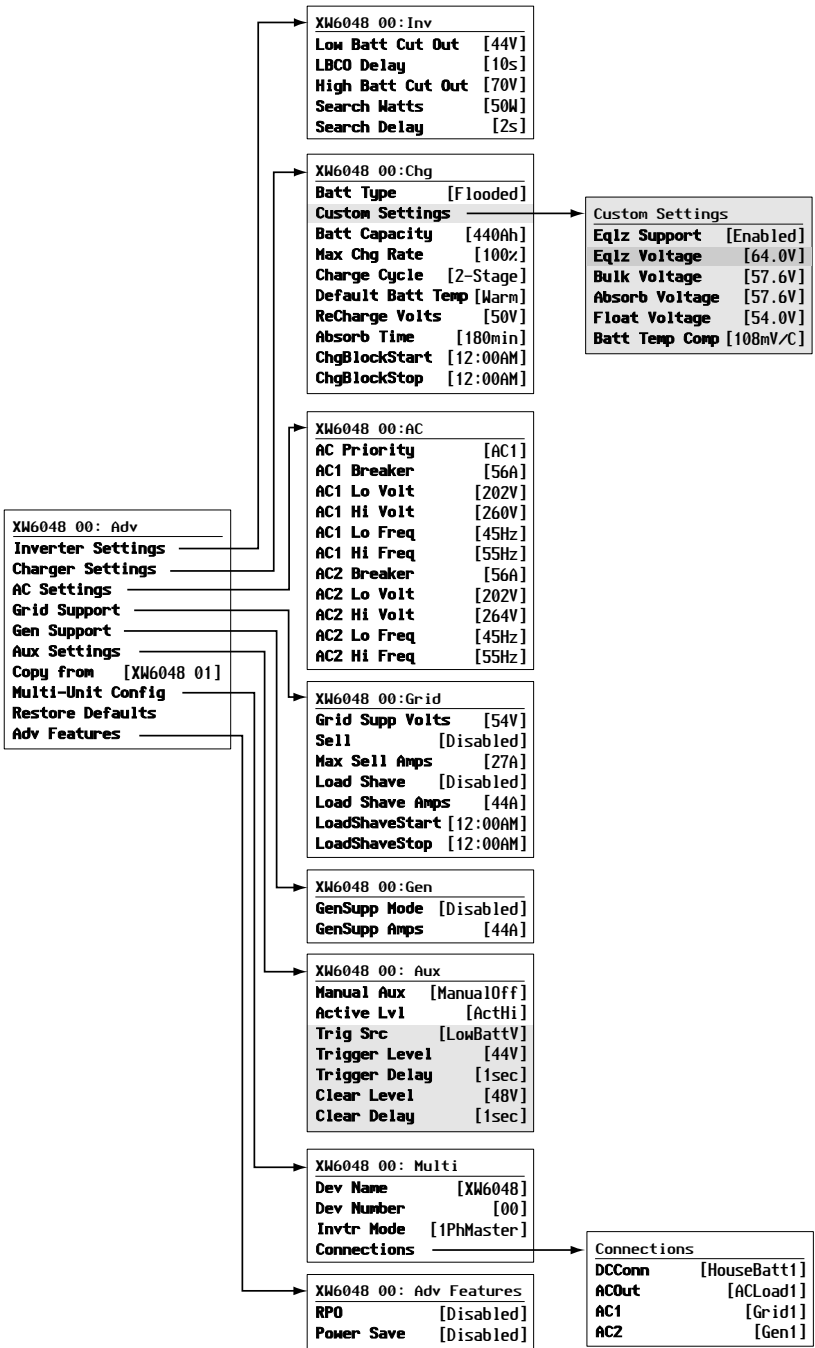 XW6048 00: Adv
Inverter Settings
Charger Settings
AC Settings
Grid Support
Gen Support
Aux Settings
Copy from [XW6048 01]
Multi-Unit Config
Restore Defaults
Adv Features
XW6048 00:Inv
Low Batt Cut Out [44V]
LBCO Delay [10s]
High Batt Cut Out [70V]
Search Watts [50W]
Search Delay [2s]
XW6048 00:Chg
Batt Type [Flooded]
Custom Settings
Batt Capacity [440Ah]
Max Chg Rate [100%]
Charge Cycle [2-Stage]
Default Batt Temp [Warm]
ReCharge Volts [50V]
Absorb Time [180min]
ChgBlockStart [12:00AM]
ChgBlockStop [12:00AM]
Custom Settings
Eqlz Support [Enabled]
Eqlz Voltage [64.0V]
Bulk Voltage [57.6V]
Absorb Voltage [57.6V]
Float Voltage [54.0V]
Batt Temp Comp [108mV/C]
XW6048 00:AC
AC Priority [AC1]
AC1 Breaker [56A]
AC1 Lo Volt [202V]
AC1 Hi Volt [260V]
AC1 Lo Freq [45Hz]
AC1 Hi Freq [55Hz]
AC2 Breaker [56A]
AC2 Lo Volt [202V]
AC2 Hi Volt [264V]
AC2 Lo Freq [45Hz]
AC2 Hi Freq [55Hz]
XW6048 00:Grid
Grid Supp Volts [54V]
Sell [Disabled]
Max Sell Amps [27A]
Load Shave [Disabled]
Load Shave Amps [44A]
LoadShaveStart [12:00AM]
LoadShaveStop [12:00AM]
XW6048 00:Gen
GenSupp Mode [Disabled]
GenSupp Amps [44A]
XW6048 00: Aux
Manual Aux [ManualOff]
Active Lvl [ActHi]
Trig Src [LowBattV]
Trigger Level [44V]
Trigger Delay [1sec]
Clear Level [48V]
Clear Delay [1sec]
XW6048 00: Multi
Dev Name [XW6048]
Dev Number [00]
Invtr Mode [1PhMaster]
Connections
Connections
DCConn [HouseBatt1]
ACOut [ACLoad1]
AC1 [Grid1]
AC2 [Gen1]
XW6048 00: Adv Features
RPO [Disabled]
Power Save [Disabled]